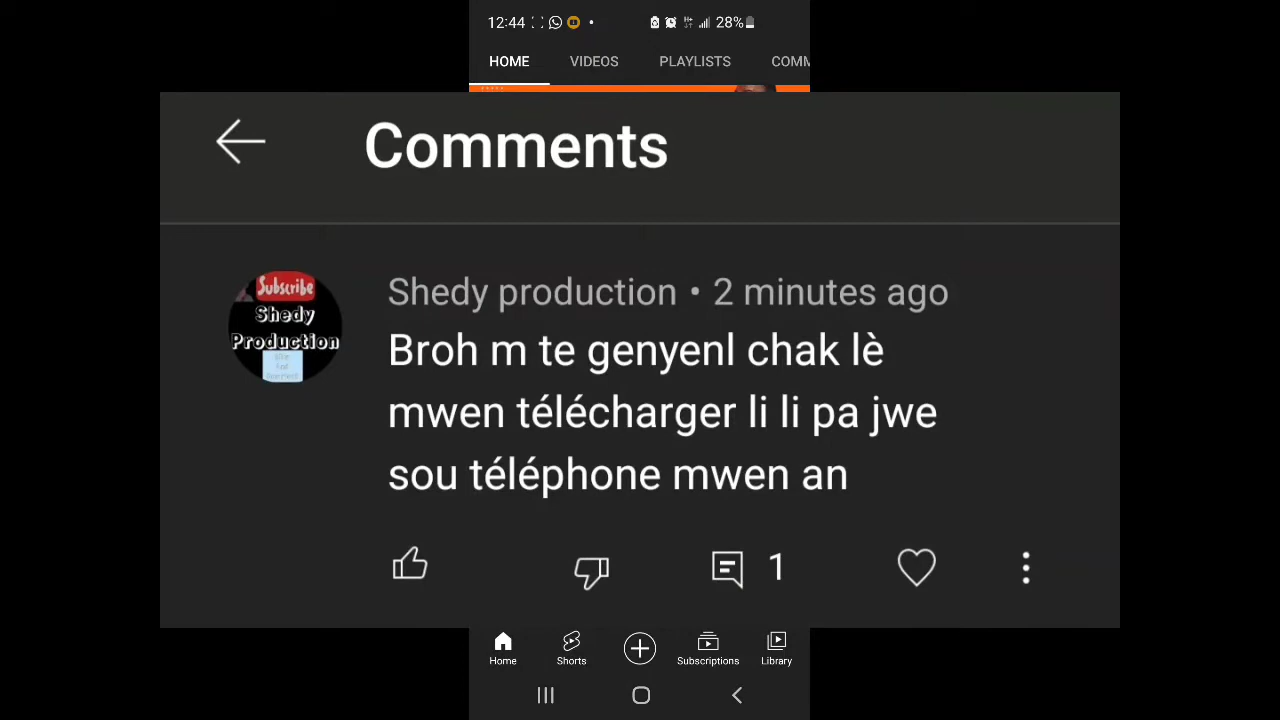 12:44
28%
HOME VIDEOS PLAYLISTS COMM
Comments
Subscribe
Shedy
Production
Shedy production • 2 minutes ago
Broh m te genyenl chak lè
mwen télécharger li li pa jwe
sou téléphone mwen an
1
Home Shorts Subscriptions Library